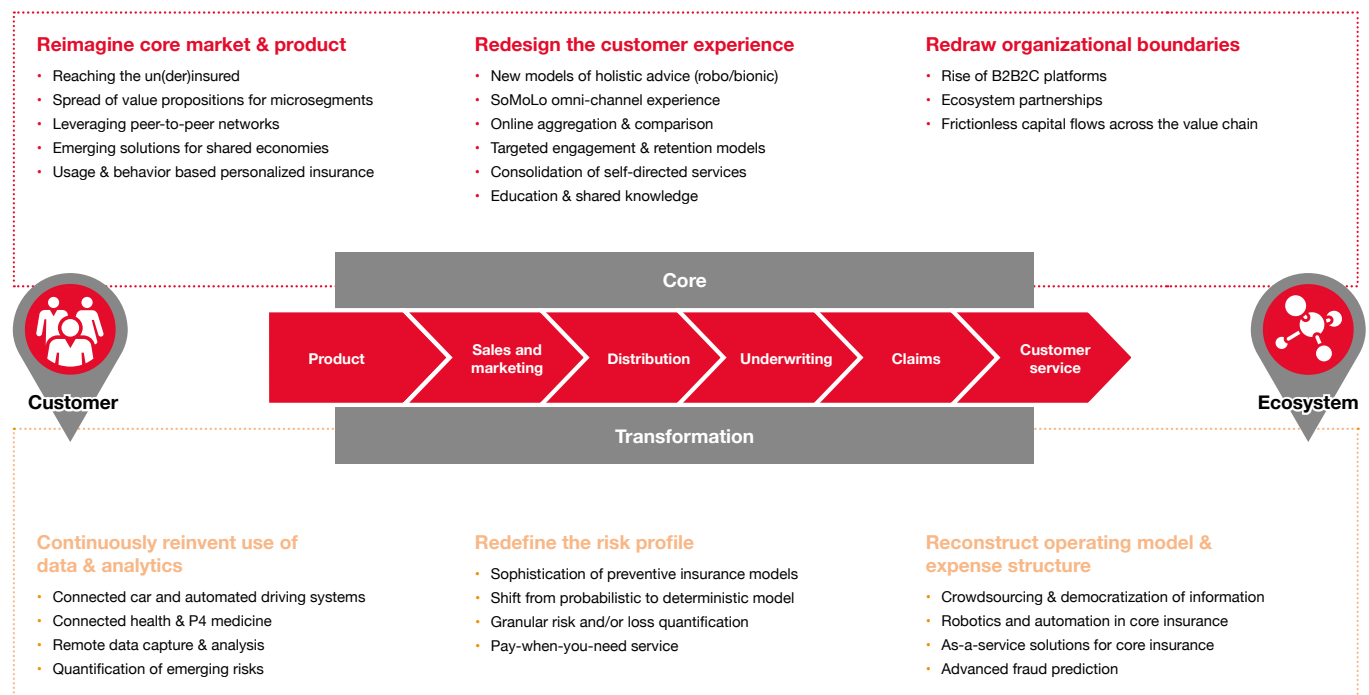 Reimagine core market & product
• Reaching the un(der)insured
• Spread of value propositions for microsegments
• Leveraging peer-to-peer networks
• Emerging solutions for shared economies
• Usage & behavior based personalized insurance
Redesign the customer experience
• New models of holistic advice (robo/bionic)
• SoMoLo omni-channel experience
• Online aggregation & comparison
• Targeted engagement & retention models
• Consolidation of self-directed services
• Education & shared knowledge
Redraw organizational boundaries
• Rise of B2B2C platforms
• Ecosystem partnerships
• Frictionless capital flows across the value chain
Core
Customer
Product
Sales and
marketing
Distribution
Underwriting
Claims
Customer
service
Ecosystem
Transformation
Continuously reinvent use of
data & analytics
• Connected car and automated driving systems
• Connected health & P4 medicine
• Remote data capture & analysis
• Quantification of emerging risks
Redefine the risk profile
• Sophistication of preventive insurance models
• Shift from probabilistic to deterministic model
• Granular risk and/or loss quantification
• Pay-when-you-need service
Reconstruct operating model &
expense structure
• Crowdsourcing & democratization of information
• Robotics and automation in core insurance
• As-a-service solutions for core insurance
• Advanced fraud prediction